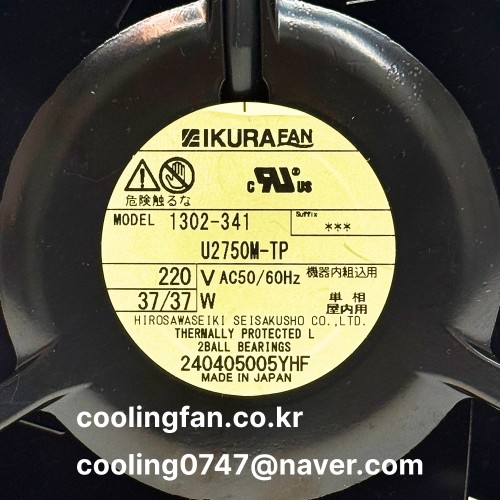 IKURAFAN
危険触るな
c RU® US
MODEL 1302-341
Suffix ***
U2750M-TP
220 V AC50/60Hz 機器内組込用
37/37 W 単相
屋内用
HIROSAWASEIKI SEISAKUSHO CO.,LTD.
THERMALLY PROTECTED L
2BALL BEARINGS
240405005YHF
MADE IN JAPAN
coolingfan.co.kr
cooling0747@naver.com